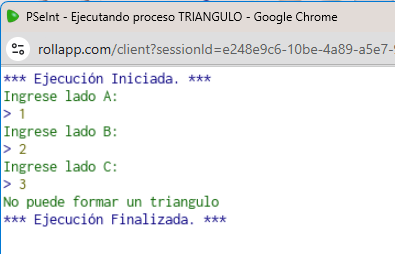 PSeInt - Ejecutando proceso TRIANGULO - Google Chrome
rollapp.com/client?sessionId=e248e9c6-10be-4a89-a5e7-
*** Ejecución Iniciada. ***
Ingrese lado A:
> 1
Ingrese lado B:
> 2
Ingrese lado C:
> 3
No puede formar un triangulo
*** Ejecución Finalizada. ***